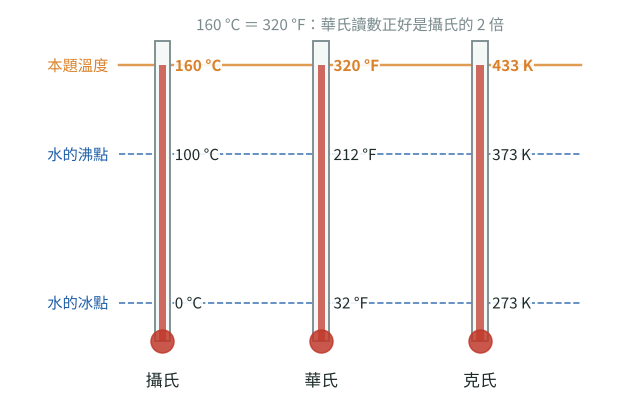 160 °C ＝ 320 °F：華氏讀數正好是攝氏的 2 倍
本題溫度 160 °C 320 °F 433 K
水的沸點 100 °C 212 °F 373 K
水的冰點 0 °C 32 °F 273 K
攝氏 華氏 克氏